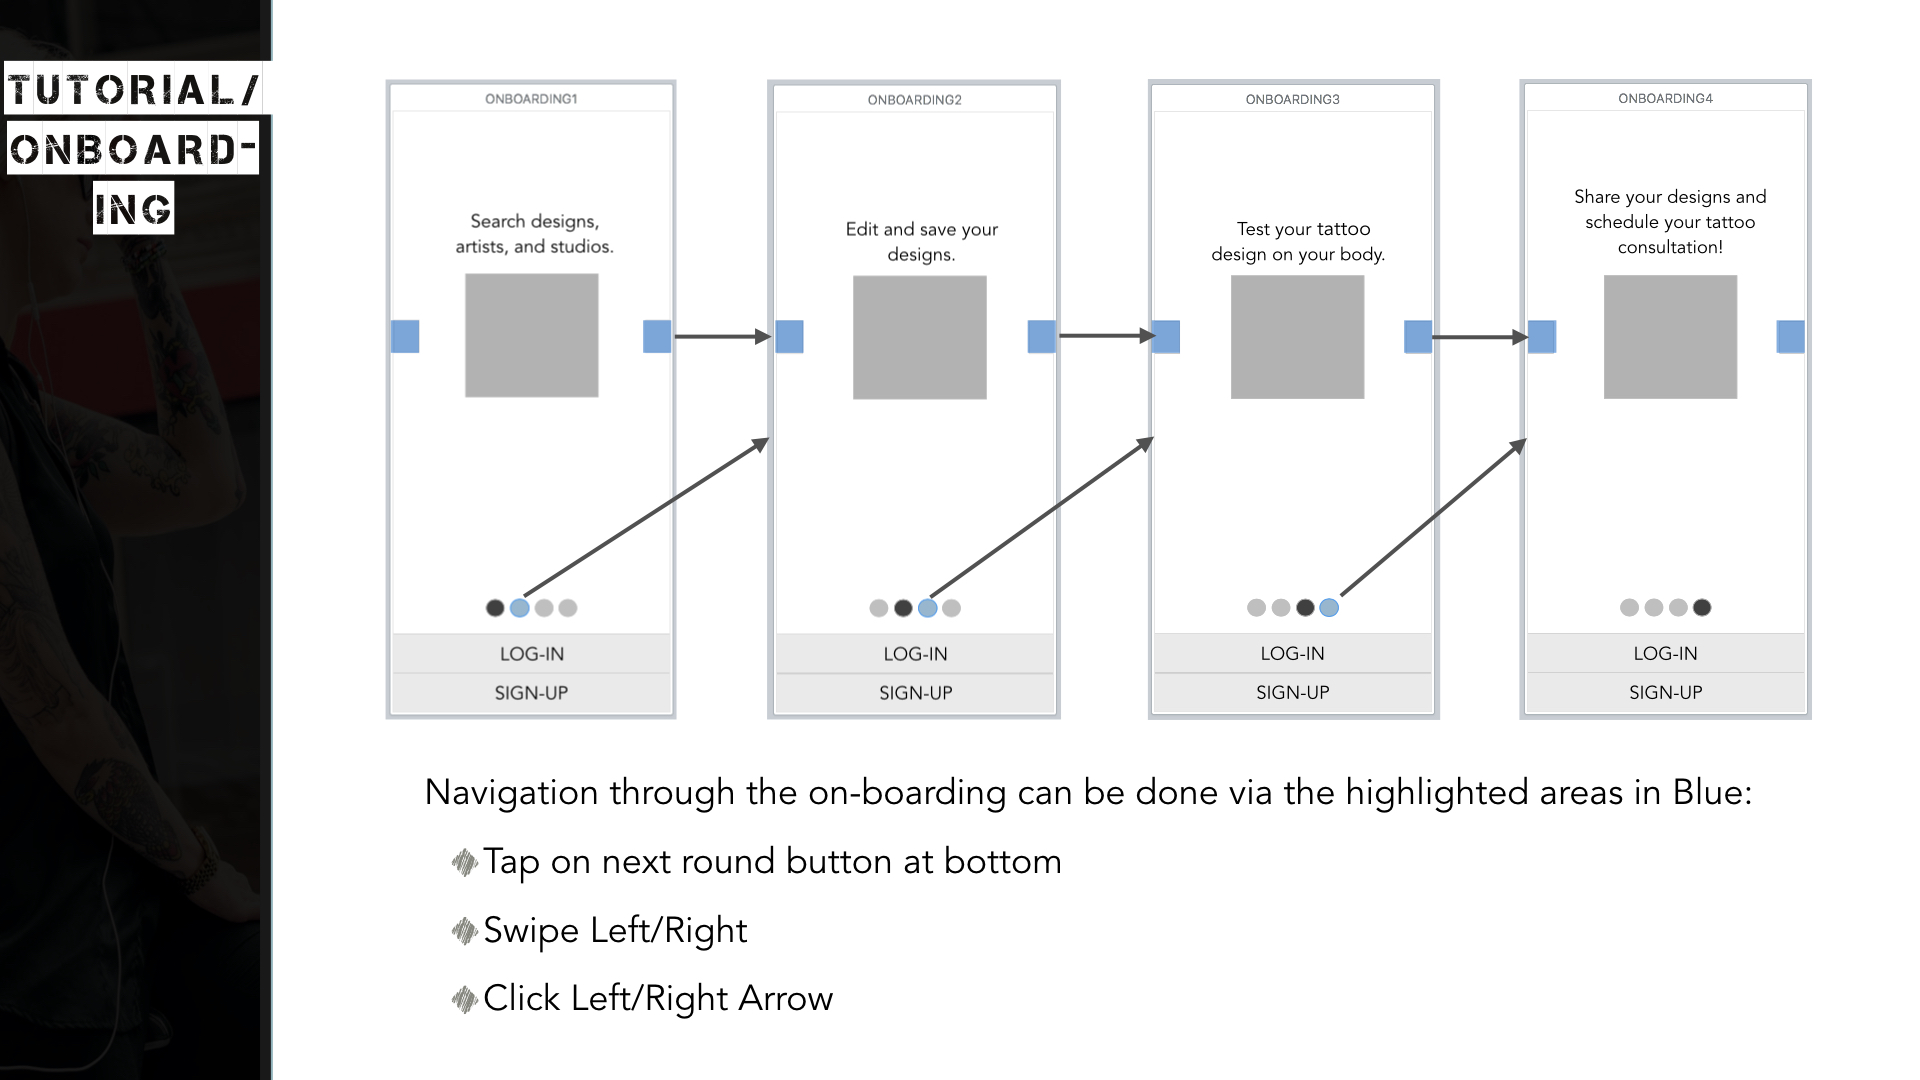 TUTORIAL/
ONBOARD-
ING
ONBOARDING1
Search designs,
artists, and studios.
LOG-IN
SIGN-UP
ONBOARDING2
Edit and save your
designs.
LOG-IN
SIGN-UP
ONBOARDING3
Test your tattoo
design on your body.
LOG-IN
SIGN-UP
ONBOARDING4
Share your designs and
schedule your tattoo
consultation!
LOG-IN
SIGN-UP
Navigation through the on-boarding can be done via the highlighted areas in Blue:
Tap on next round button at bottom
Swipe Left/Right
Click Left/Right Arrow